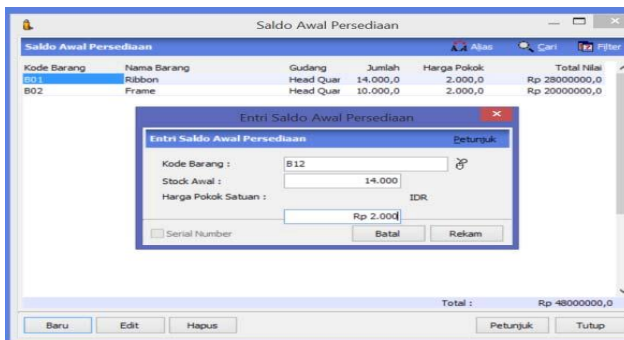 Saldo Awal Persediaan
Saldo Awal Persediaan Alias Cari Filter
Kode Barang Nama Barang Gudang Jumlah Harga Pokok Total Nilai
B01 Ribbon Head Quar 14.000,0 2.000,0 Rp 28000000,0
B02 Frame Head Quar 10.000,0 2.000,0 Rp 20000000,0
Entri Saldo Awal Persediaan
Entri Saldo Awal Persediaan Petunjuk
Kode Barang : B12
Stock Awal : 14.000
Harga Pokok Satuan : IDR
Rp 2.000
Serial Number Batal Rekam
Total : Rp 48000000,0
Baru Edit Hapus Petunjuk Tutup